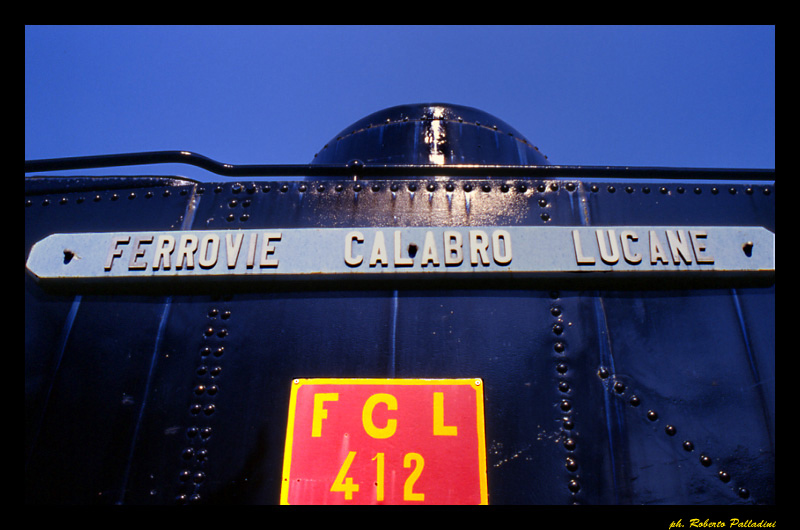 FERROVIE CALABRO LUCANE
FCL
412
ph. Roberto Palladini